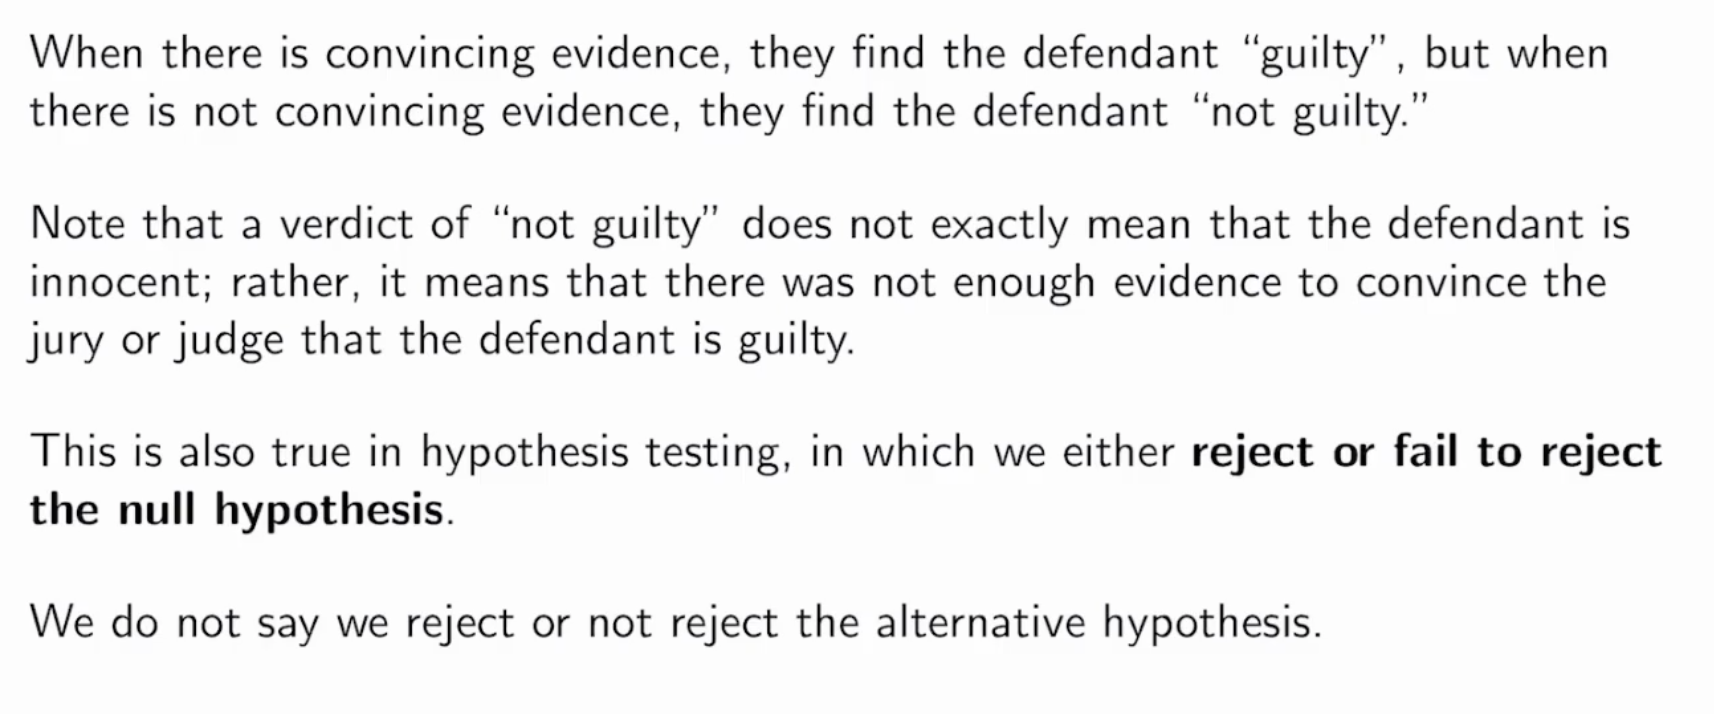 When there is convincing evidence, they find the defendant “guilty”, but when
there is not convincing evidence, they find the defendant “not guilty.”
Note that a verdict of “not guilty” does not exactly mean that the defendant is
innocent; rather, it means that there was not enough evidence to convince the
jury or judge that the defendant is guilty.
This is also true in hypothesis testing, in which we either reject or fail to reject
the null hypothesis.
We do not say we reject or not reject the alternative hypothesis.